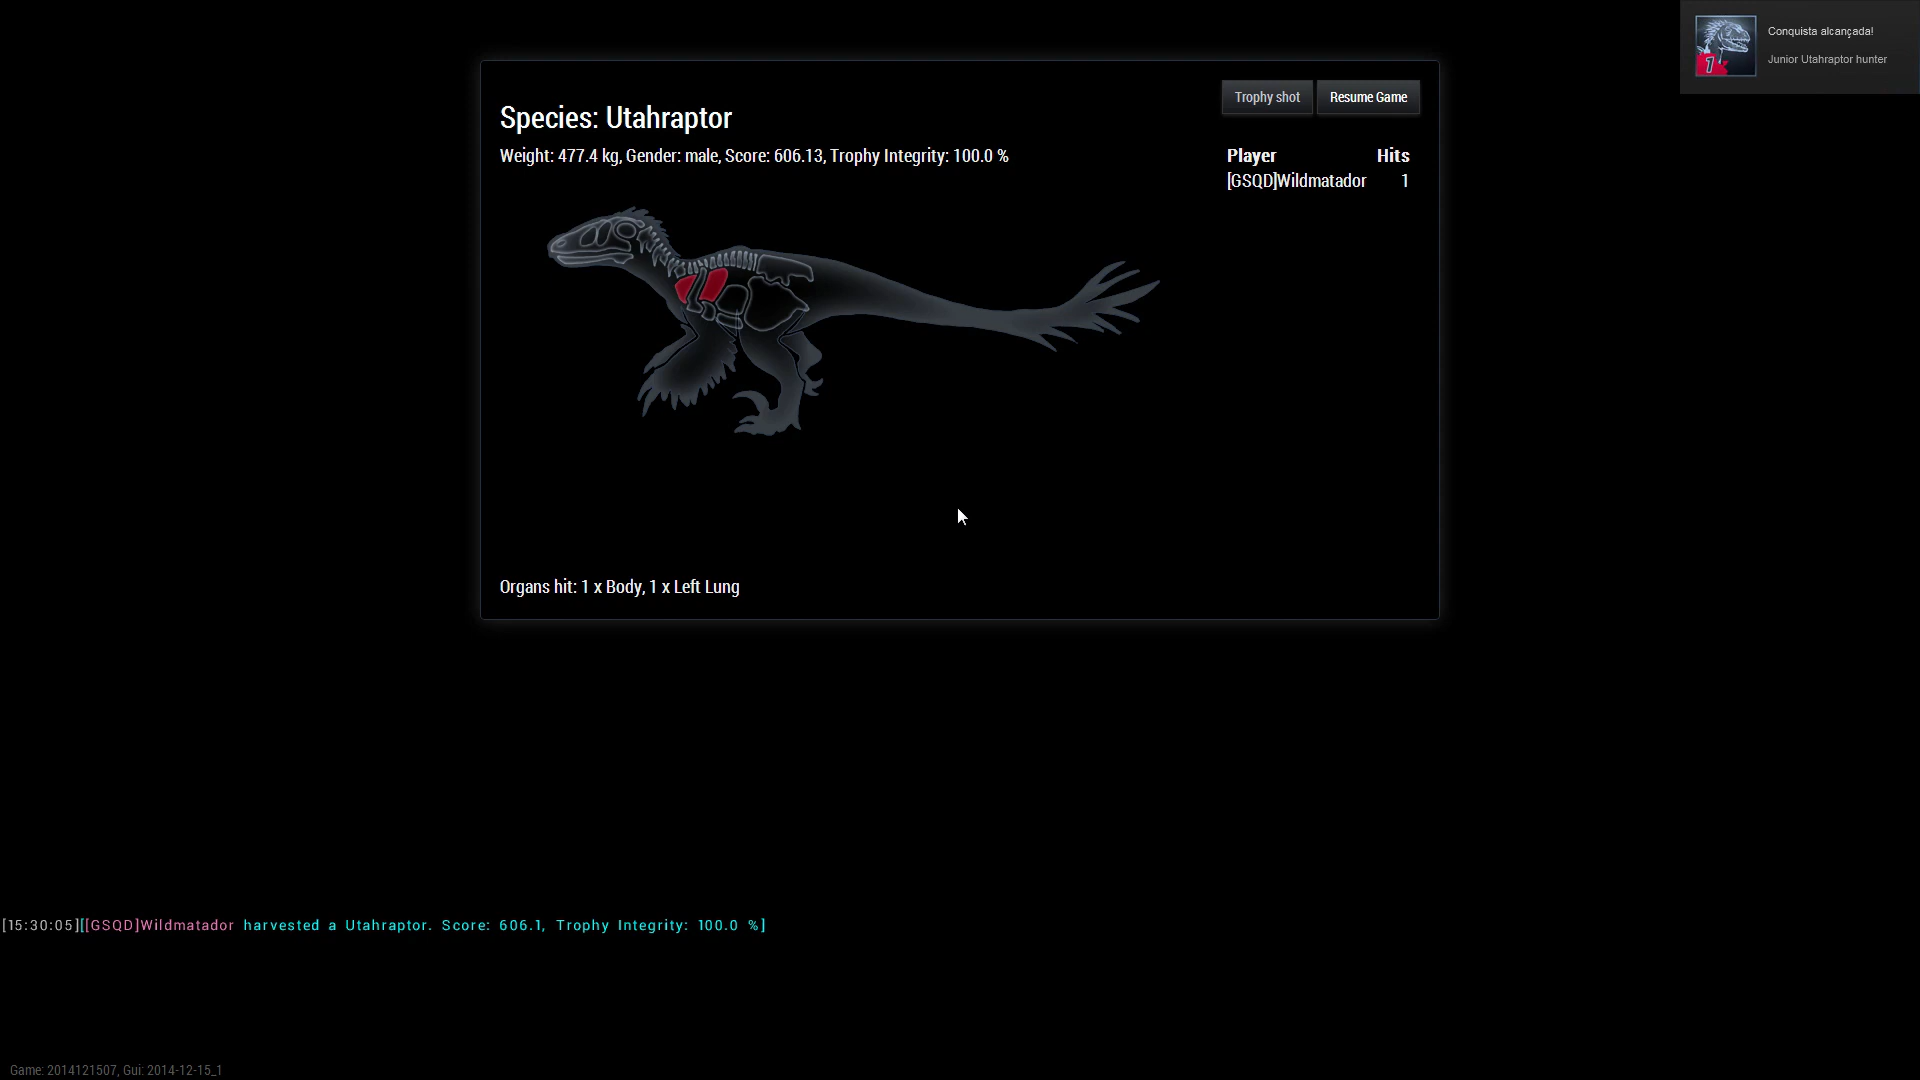 Conquista alcançada!
Junior Utahraptor hunter
1
Trophy shot
Resume Game
Species: Utahraptor
Weight: 477.4 kg, Gender: male, Score: 606.13, Trophy Integrity: 100.0 %
Player Hits
[GSQD]Wildmatador 1
Organs hit: 1 x Body, 1 x Left Lung
[15:30:05][[GSQD]Wildmatador harvested a Utahraptor. Score: 606.1, Trophy Integrity: 100.0 %]
Game: 2014121507, Gui: 2014-12-15_1